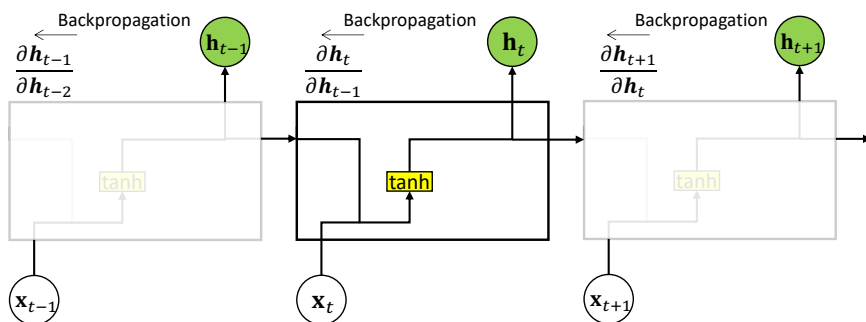 Backpropagation
Backpropagation
Backpropagation
∂h_{t−1}
∂h_{t−2}
h_{t−1}
∂h_t
∂h_{t−1}
h_t
∂h_{t+1}
∂h_t
h_{t+1}
tanh
tanh
tanh
x_{t−1}
x_t
x_{t+1}